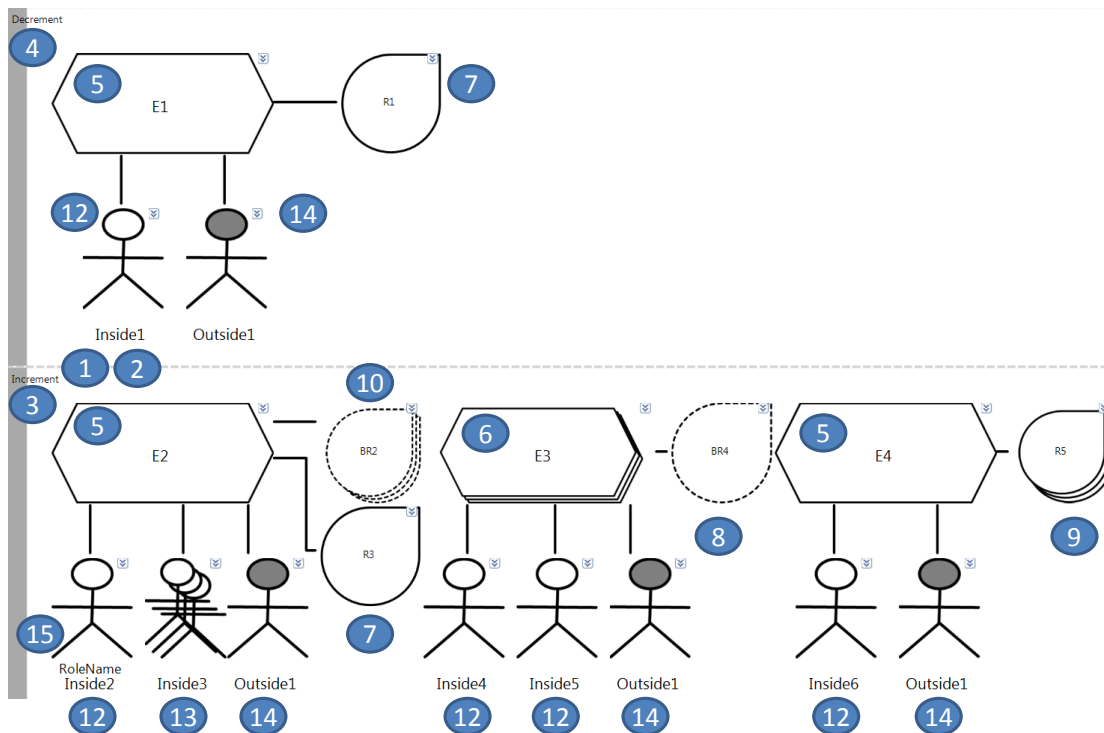 Decrement
4
5
E1
R1
7
12
14
Inside1
Outside1
1
2
Increment
3
10
5
E2
BR2
6
E3
BR4
5
E4
R5
8
9
R3
15
7
RoleName
Inside2
Inside3
Outside1
Inside4
Inside5
Outside1
Inside6
Outside1
12
13
14
12
12
14
12
14